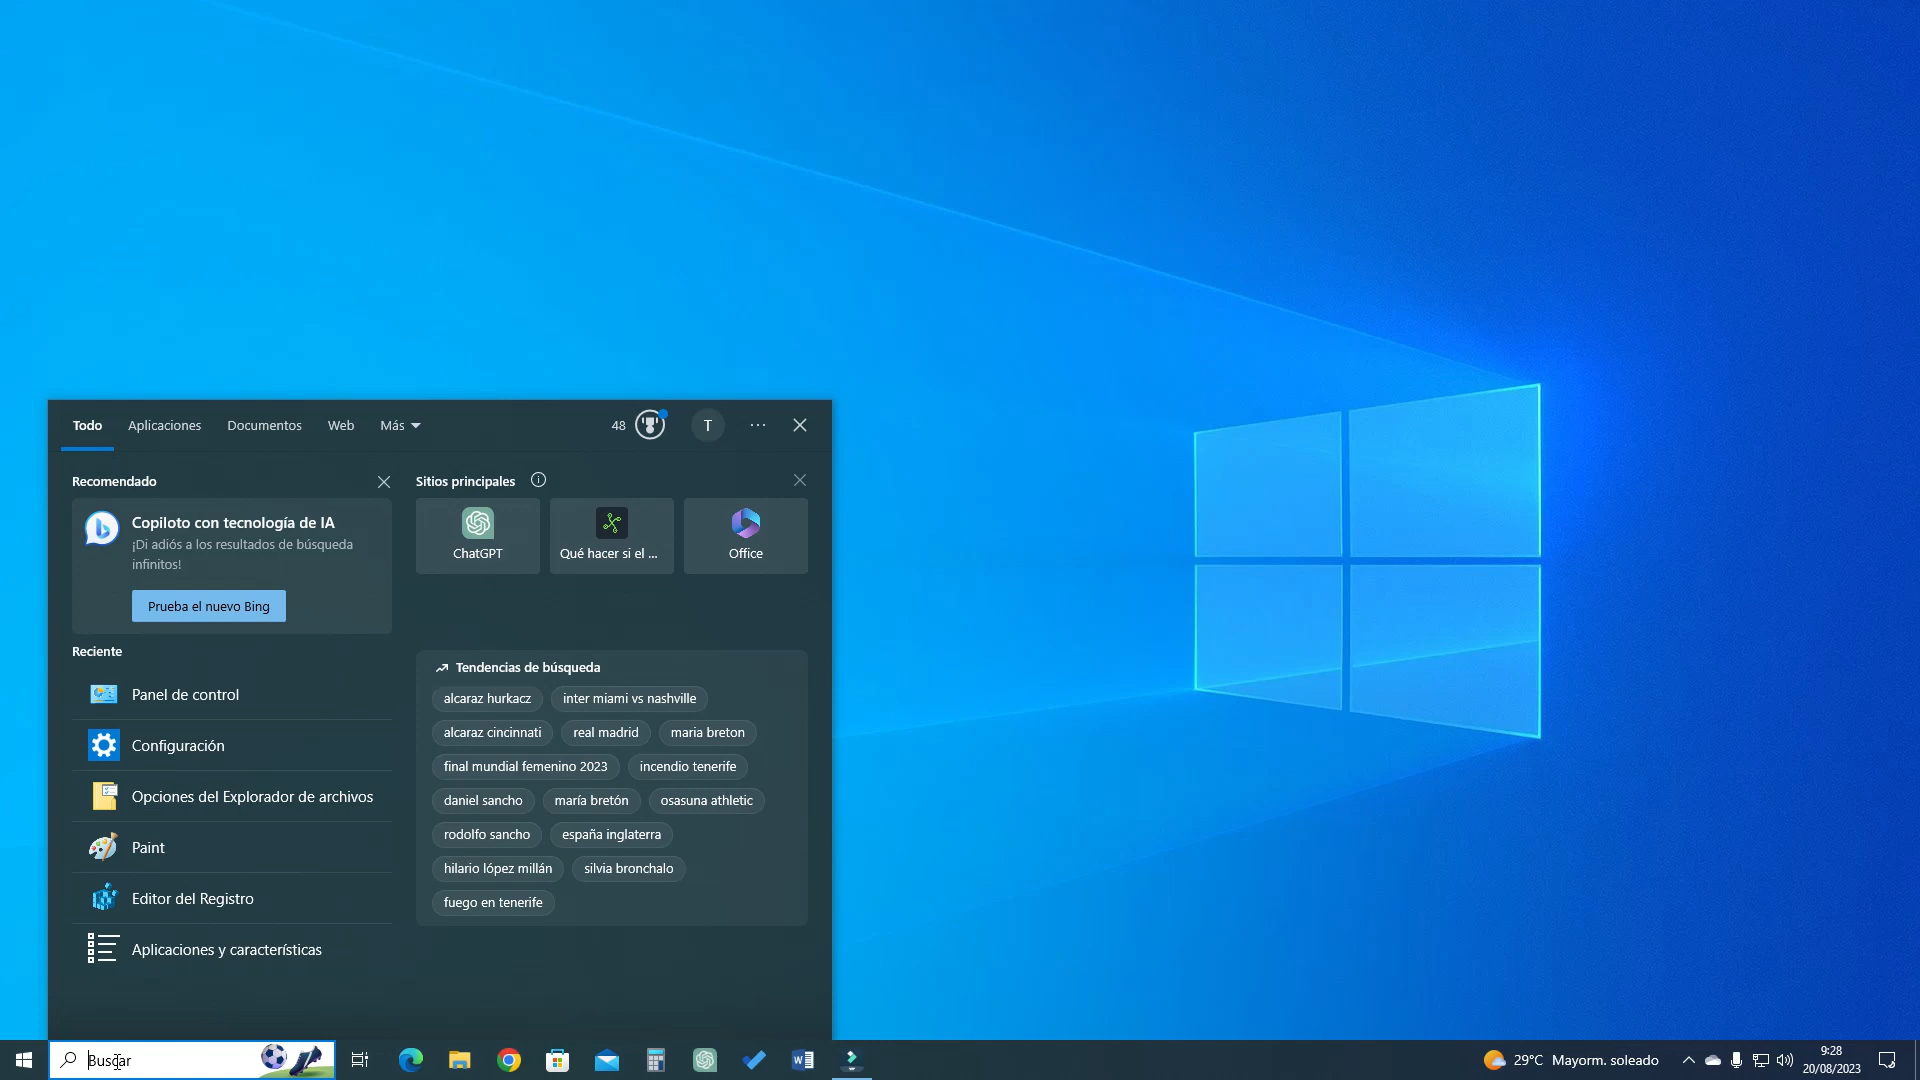 Todo Aplicaciones Documentos Web Más 48 T
Recomendado
Copiloto con tecnología de IA
¡Di adiós a los resultados de búsqueda
infinitos!
Prueba el nuevo Bing
Sitios principales
ChatGPT
Qué hacer si el ...
Office
Reciente
Panel de control
Configuración
Opciones del Explorador de archivos
Paint
Editor del Registro
Aplicaciones y características
Tendencias de búsqueda
alcaraz hurkacz inter miami vs nashville
alcaraz cincinnati real madrid maria breton
final mundial femenino 2023 incendio tenerife
daniel sancho maría bretón osasuna athletic
rodolfo sancho españa inglaterra
hilario lópez millán silvia bronchalo
fuego en tenerife
Buscar
29°C Mayorm. soleado
9:28
20/08/2023